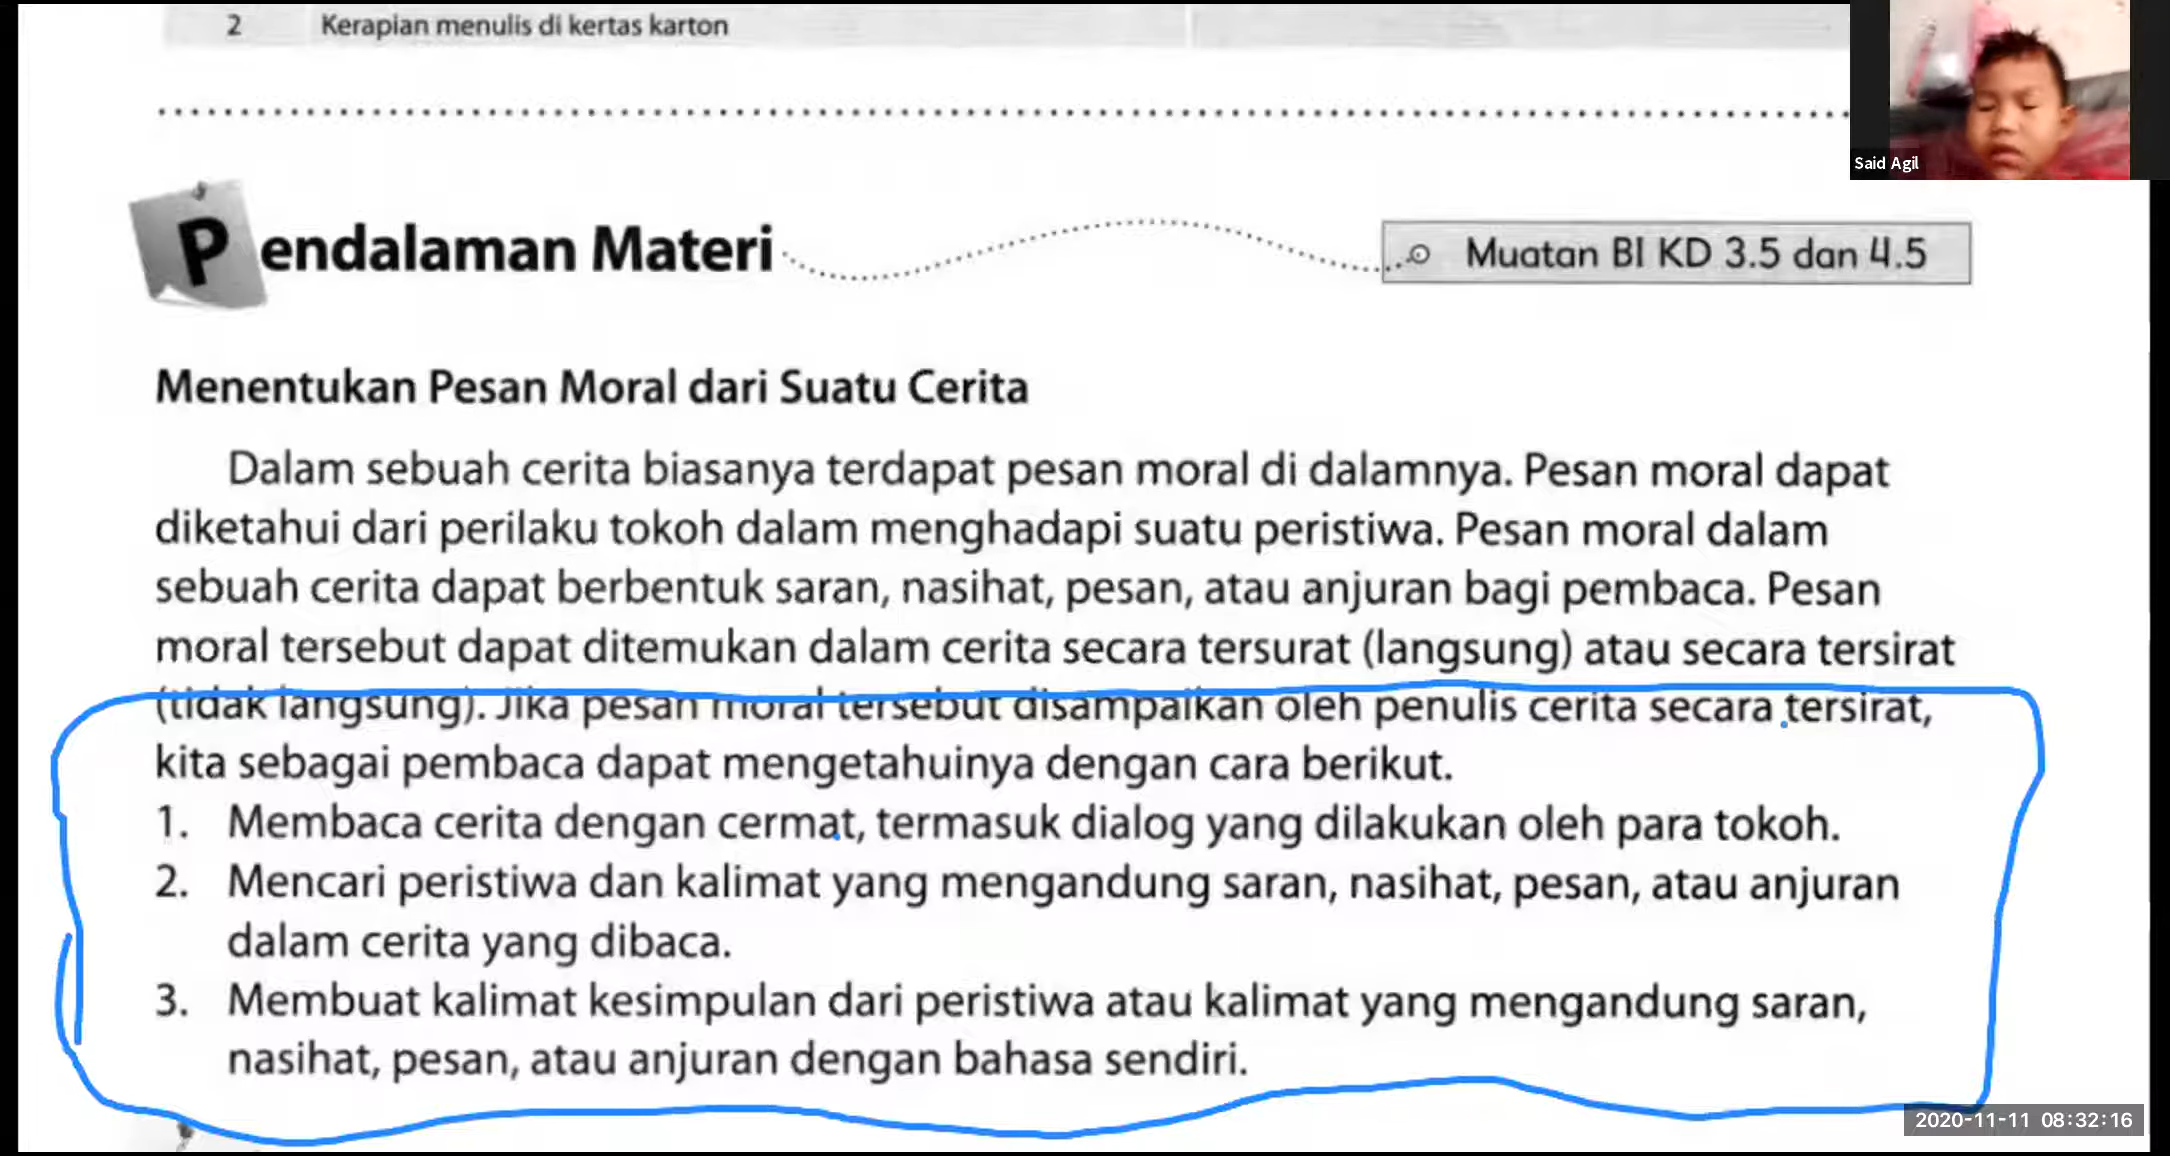 2 Kerapian menulis di kertas karton
Said Agil
Pendalaman Materi
Muatan BI KD 3.5 dan 4.5
Menentukan Pesan Moral dari Suatu Cerita
Dalam sebuah cerita biasanya terdapat pesan moral di dalamnya. Pesan moral dapat
diketahui dari perilaku tokoh dalam menghadapi suatu peristiwa. Pesan moral dalam
sebuah cerita dapat berbentuk saran, nasihat, pesan, atau anjuran bagi pembaca. Pesan
moral tersebut dapat ditemukan dalam cerita secara tersurat (langsung) atau secara tersirat
(tidak langsung). Jika pesan moral tersebut disampaikan oleh penulis cerita secara tersirat,
kita sebagai pembaca dapat mengetahuinya dengan cara berikut.
1. Membaca cerita dengan cermat, termasuk dialog yang dilakukan oleh para tokoh.
2. Mencari peristiwa dan kalimat yang mengandung saran, nasihat, pesan, atau anjuran
dalam cerita yang dibaca.
3. Membuat kalimat kesimpulan dari peristiwa atau kalimat yang mengandung saran,
nasihat, pesan, atau anjuran dengan bahasa sendiri.
2020-11-11 08:32:16